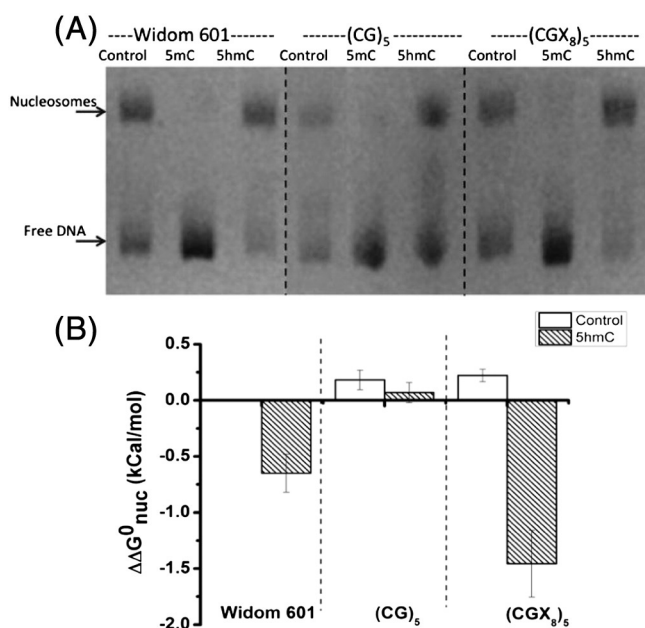 (A)
----Widom 601-------
--------(CG)5---------
-------(CGX8)5-------
Control 5mC 5hmC Control 5mC 5hmC Control 5mC 5hmC
Nucleosomes
Free DNA
(B)
Control
5hmC
0.5
0.0
-0.5
-1.0
-1.5
-2.0
ΔΔG0nuc (kCal/mol)
Widom 601 (CG)5 (CGX8)5